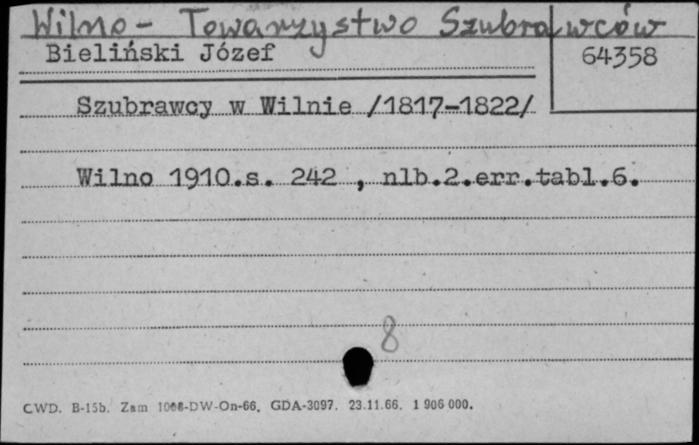 Wilno - Towarzystwo Szubrawców
Bieliński Józef
64358
Szubrawcy w Wilnie /1817-1822/
Wilno 1910.s. 242 , nlb.2.err.tabl.6.
8
CWD. B-15b. Zam 1068-DW-On-66. GDA-3097. 23.11.66. 1 906 000.